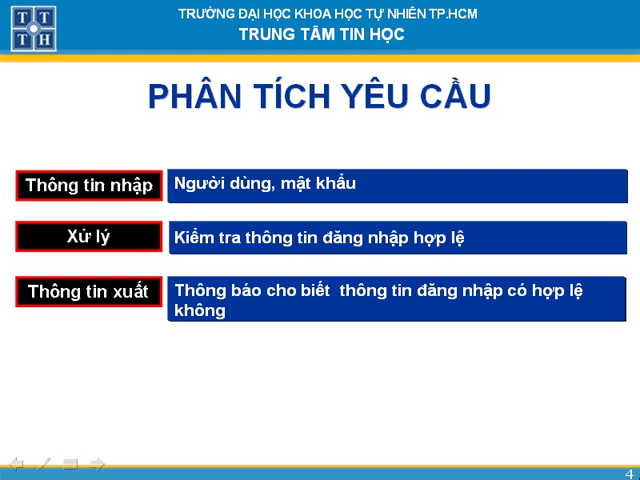 TRƯỜNG ĐẠI HỌC KHOA HỌC TỰ NHIÊN TP.HCM
TRUNG TÂM TIN HỌC
T T
T H
PHÂN TÍCH YÊU CẦU
Thông tin nhập
Người dùng, mật khẩu
Xử lý
Kiểm tra thông tin đăng nhập hợp lệ
Thông tin xuất
Thông báo cho biết thông tin đăng nhập có hợp lệ
không
4